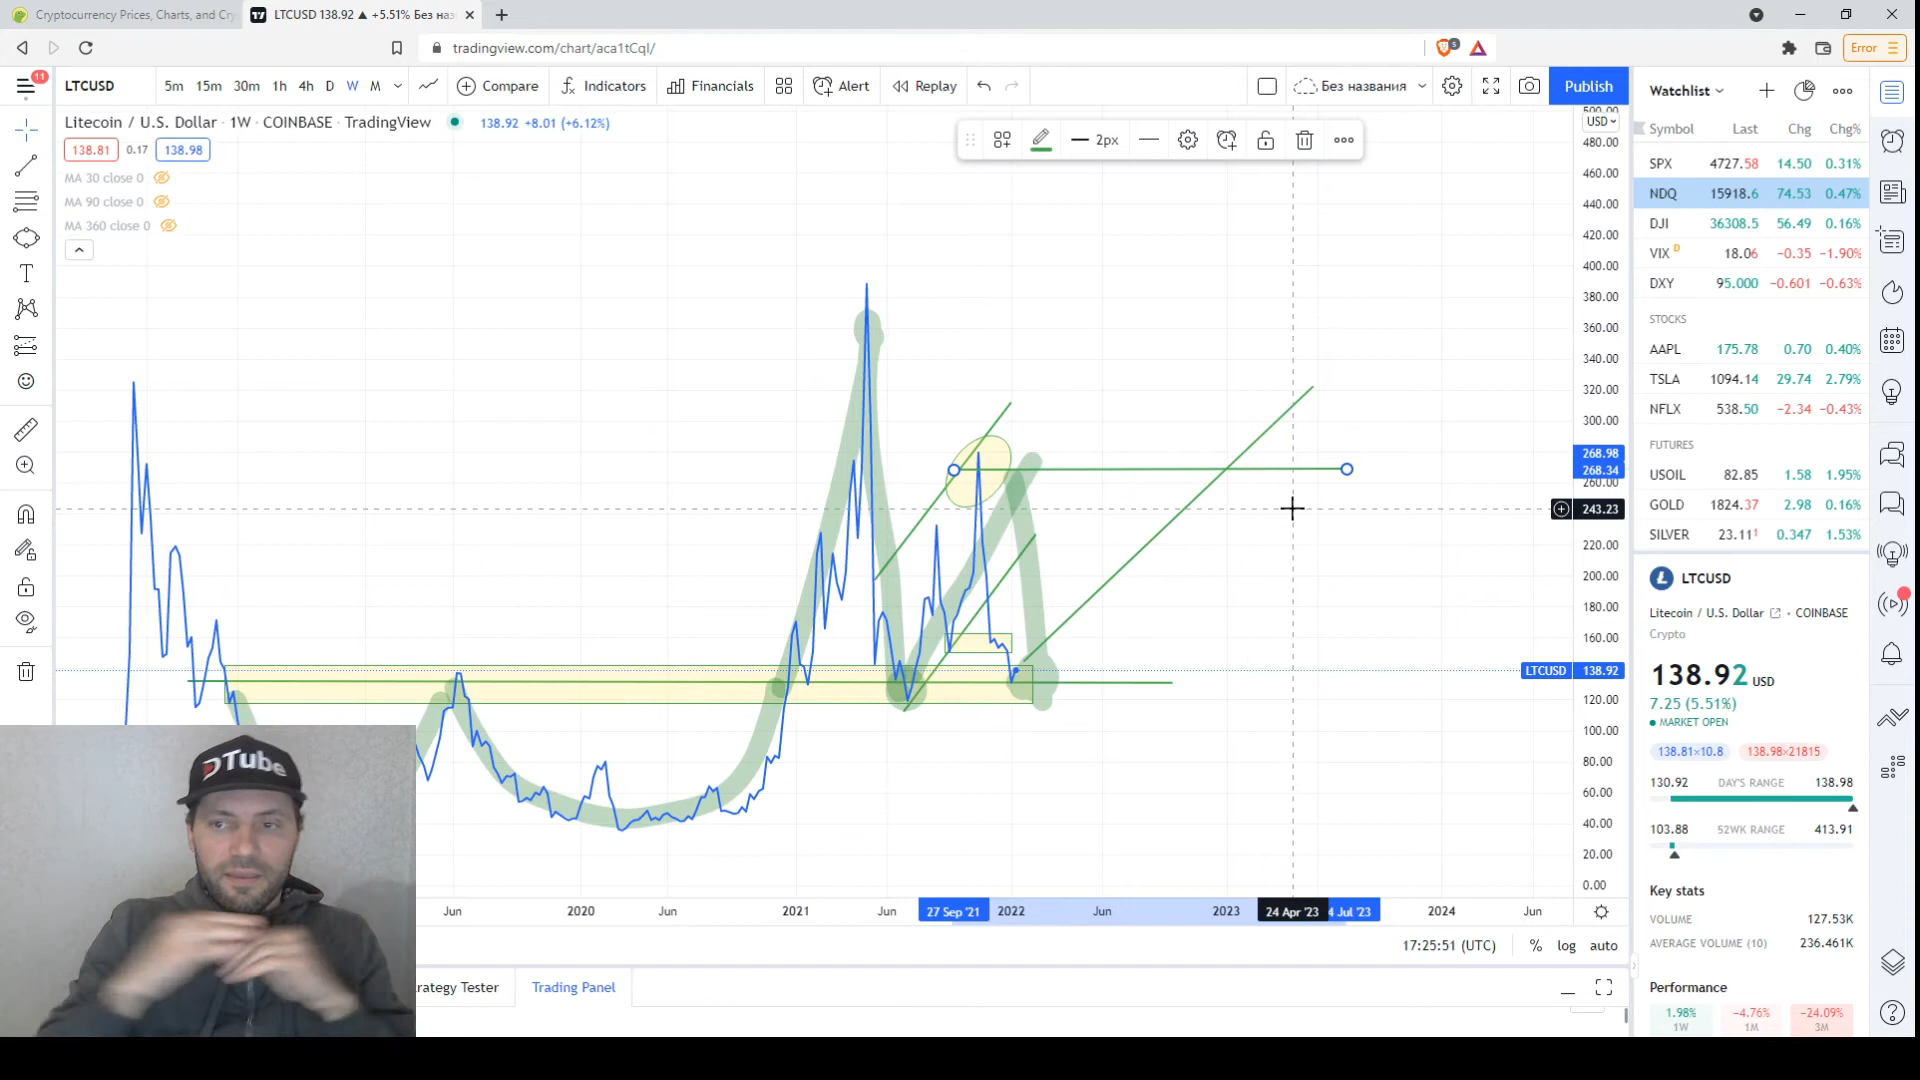 Cryptocurrency Prices, Charts, and Cry
LTCUSD 138.92 ▲ +5.51% Без наз
tradingview.com/chart/aca1tCql/
5
Error
11
LTCUSD
5m 15m 30m 1h 4h D W M
Compare
Indicators
Financials
Alert
Replay
Без названия
Publish
Litecoin / U.S. Dollar · 1W · COINBASE · TradingView
138.92 +8.01 (+6.12%)
138.81 0.17 138.98
MA 30 close 0
MA 90 close 0
MA 360 close 0
2px
500.00
USD
480.00
460.00
440.00
420.00
400.00
380.00
360.00
340.00
320.00
300.00
268.98
268.34
260.00
243.23
220.00
200.00
180.00
160.00
LTCUSD 138.92
120.00
100.00
80.00
60.00
40.00
20.00
0.00
Jun 2020 Jun 2021 Jun 27 Sep '21 2022 Jun 2023 24 Apr '23 4 Jul '23 2024 Jun
17:25:51 (UTC) % log auto
rategy Tester
Trading Panel
DTube
Watchlist
Symbol Last Chg Chg%
SPX 4727.58 14.50 0.31%
NDQ 15918.6 74.53 0.47%
DJI 36308.5 56.49 0.16%
VIX D 18.06 −0.35 −1.90%
DXY 95.000 −0.601 −0.63%
STOCKS
AAPL 175.78 0.70 0.40%
TSLA 1094.14 29.74 2.79%
NFLX 538.50 −2.34 −0.43%
FUTURES
USOIL 82.85 1.58 1.95%
GOLD 1824.37 2.98 0.16%
SILVER 23.11↑ 0.347 1.53%
LTCUSD
Litecoin / U.S. Dollar • COINBASE
Crypto
138.92 USD
7.25 (5.51%)
MARKET OPEN
138.81×10.8 138.98×21815
130.92 DAY'S RANGE 138.98
103.88 52WK RANGE 413.91
Key stats
VOLUME 127.53K
AVERAGE VOLUME (10) 236.461K
Performance
1.98% −4.76% −24.09%
1W 1M 3M